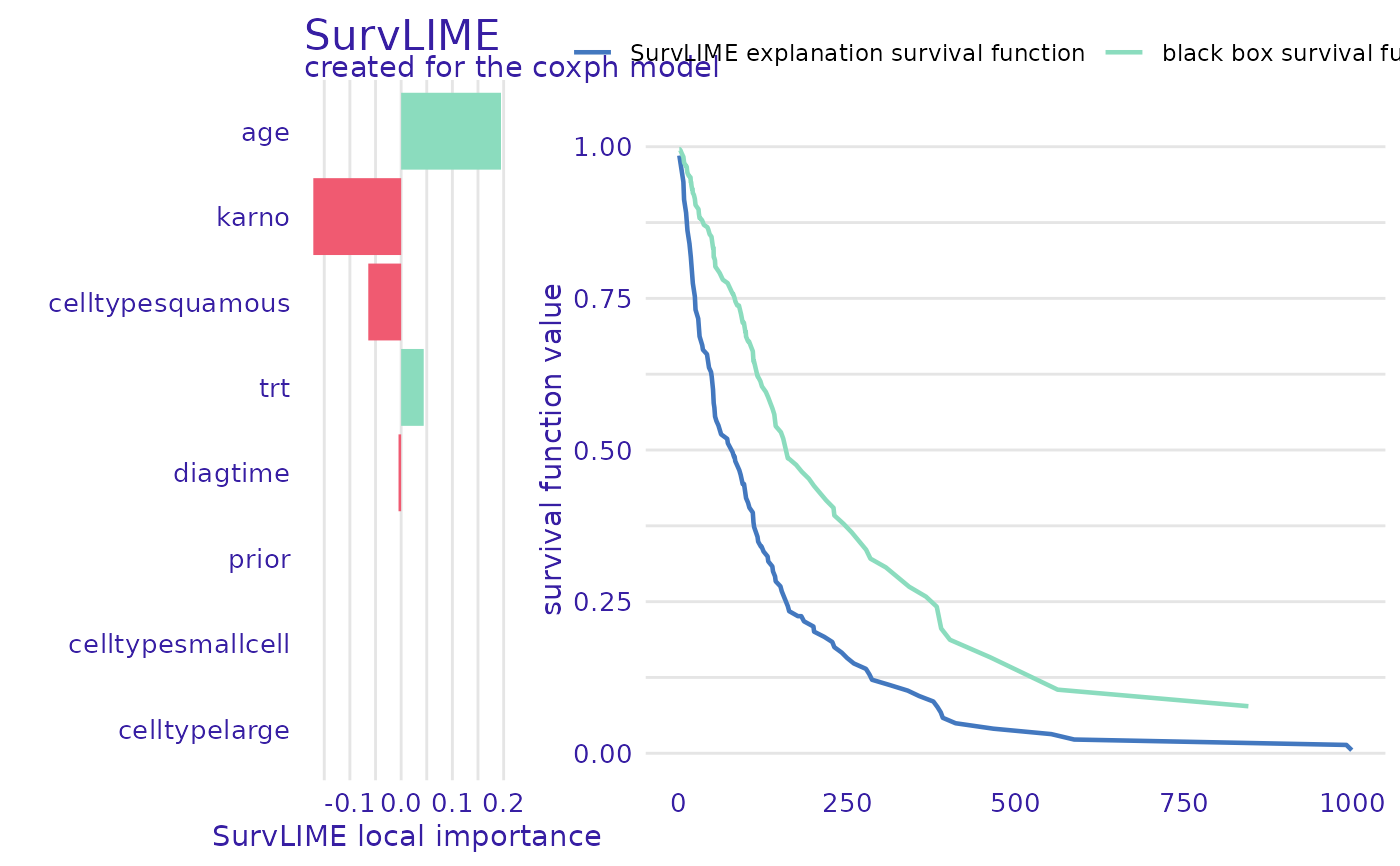 SurvLIME
created for the coxph model
SurvLIME explanation survival function
black box survival fu
age
karno
celltypesquamous
trt
diagtime
prior
celltypesmallcell
celltypelarge
-0.1 0.0 0.1 0.2
SurvLIME local importance
survival function value
1.00
0.75
0.50
0.25
0.00
0 250 500 750 1000